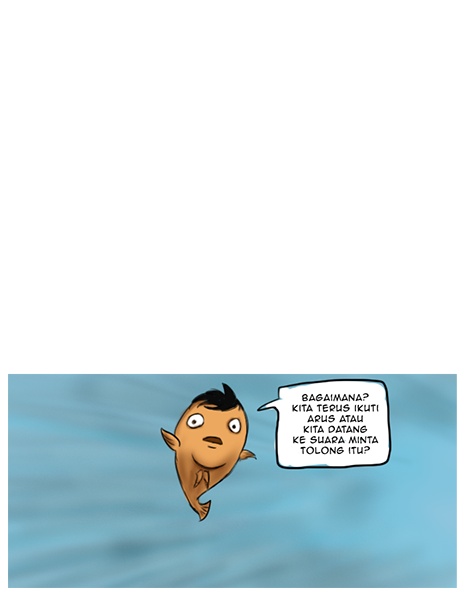 BAGAIMANA?
KITA TERUS IKUTI
ARUS ATAU
KITA DATANG
KE SUARA MINTA
TOLONG ITU?